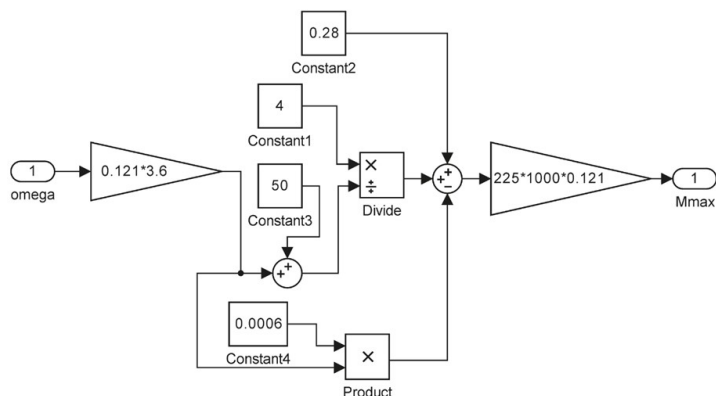 0.28
Constant2
4
Constant1
1
omega
0.121*3.6
50
Constant3
×
÷
Divide
+
+
−
225*1000*0.121
1
Mmax
+
+
0.0006
Constant4
×
Product